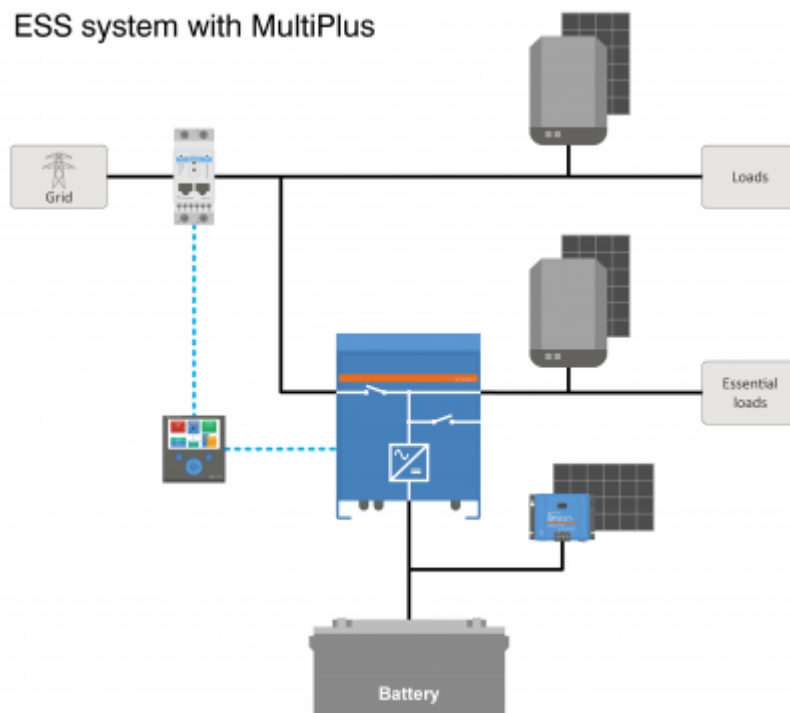 ESS system with MultiPlus
Grid
Loads
Essential
loads
Battery